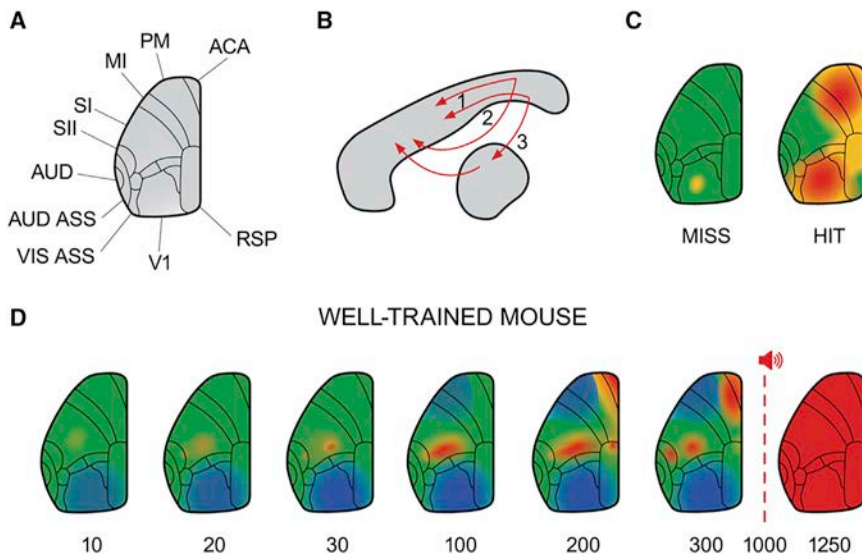 A
PM
ACA
MI
SI
SII
AUD
AUD ASS
VIS ASS
V1
RSP
B
1
2
3
C
MISS
HIT
D
WELL-TRAINED MOUSE
10
20
30
100
200
300
1000
1250